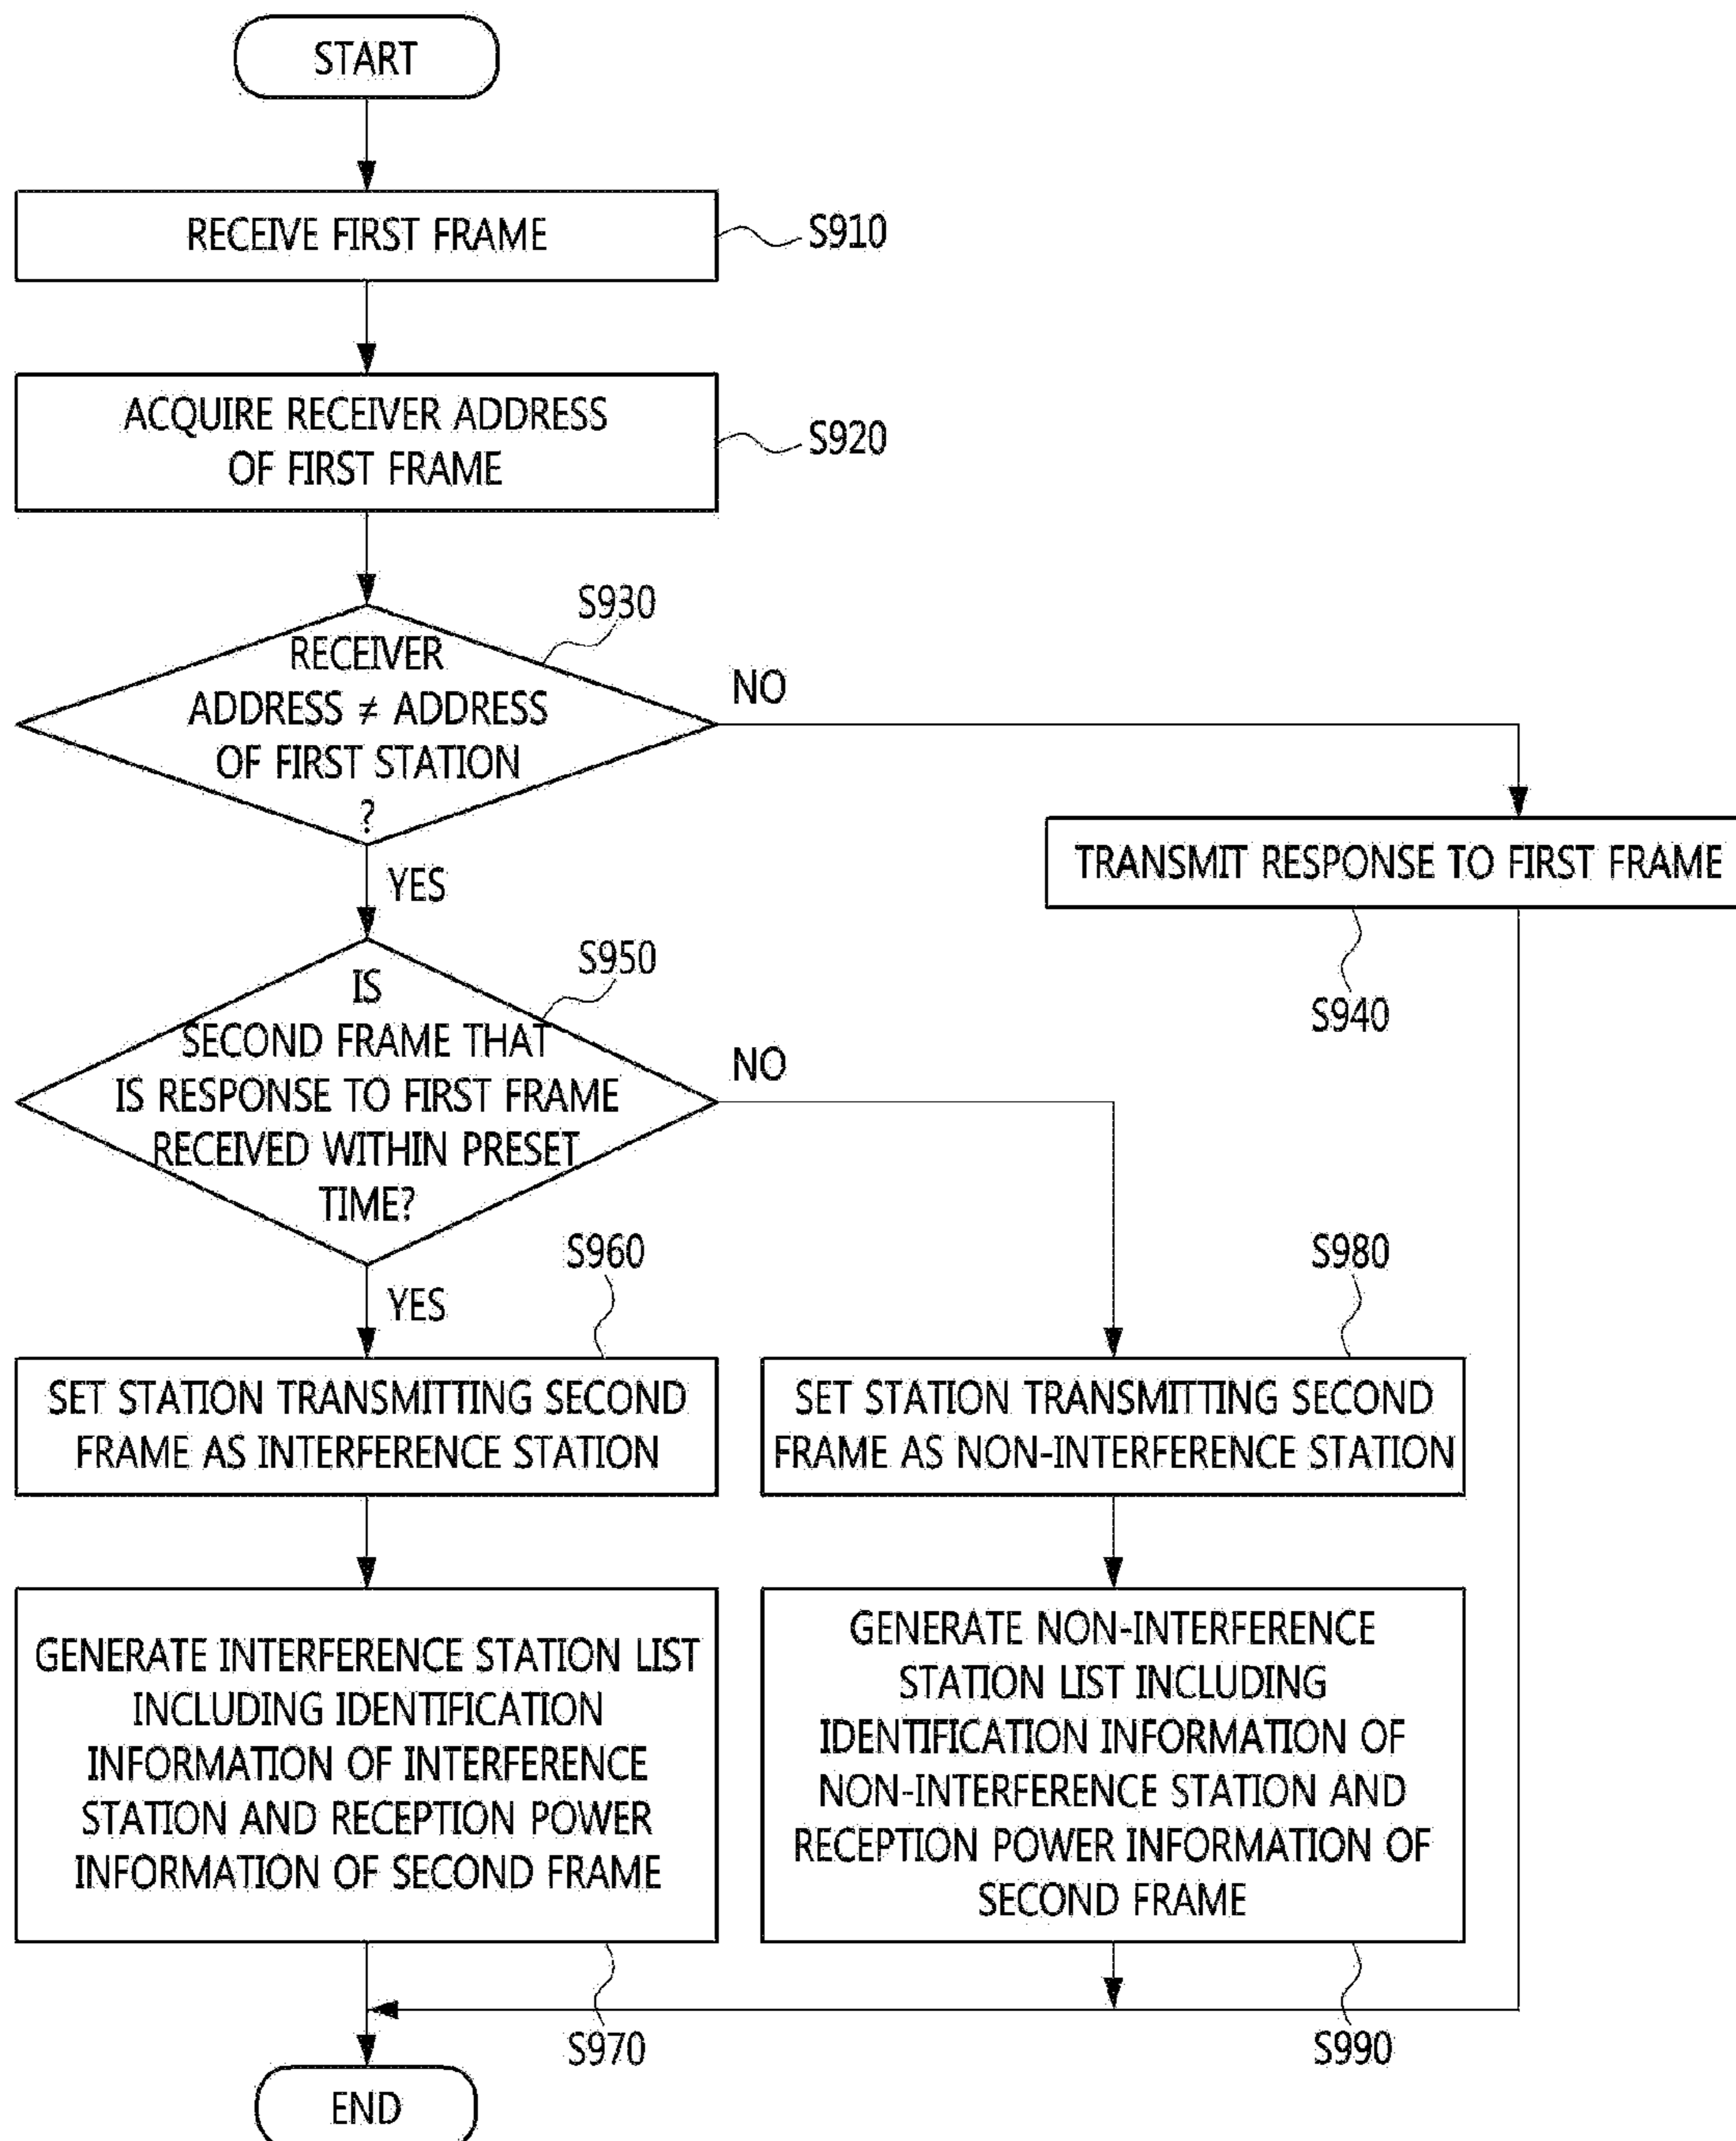 START
RECEIVE FIRST FRAME
S910
ACQUIRE RECEIVER ADDRESS
OF FIRST FRAME
S920
S930
RECEIVER
ADDRESS ≠ ADDRESS
OF FIRST STATION
?
NO
YES
TRANSMIT RESPONSE TO FIRST FRAME
S940
S950
IS
SECOND FRAME THAT
IS RESPONSE TO FIRST FRAME
RECEIVED WITHIN PRESET
TIME?
NO
YES
S960
SET STATION TRANSMITTING SECOND
FRAME AS INTERFERENCE STATION
S980
SET STATION TRANSMITTING SECOND
FRAME AS NON-INTERFERENCE STATION
GENERATE INTERFERENCE STATION LIST
INCLUDING IDENTIFICATION
INFORMATION OF INTERFERENCE
STATION AND RECEPTION POWER
INFORMATION OF SECOND FRAME
S970
GENERATE NON-INTERFERENCE
STATION LIST INCLUDING
IDENTIFICATION INFORMATION OF
NON-INTERFERENCE STATION AND
RECEPTION POWER INFORMATION OF
SECOND FRAME
S990
END